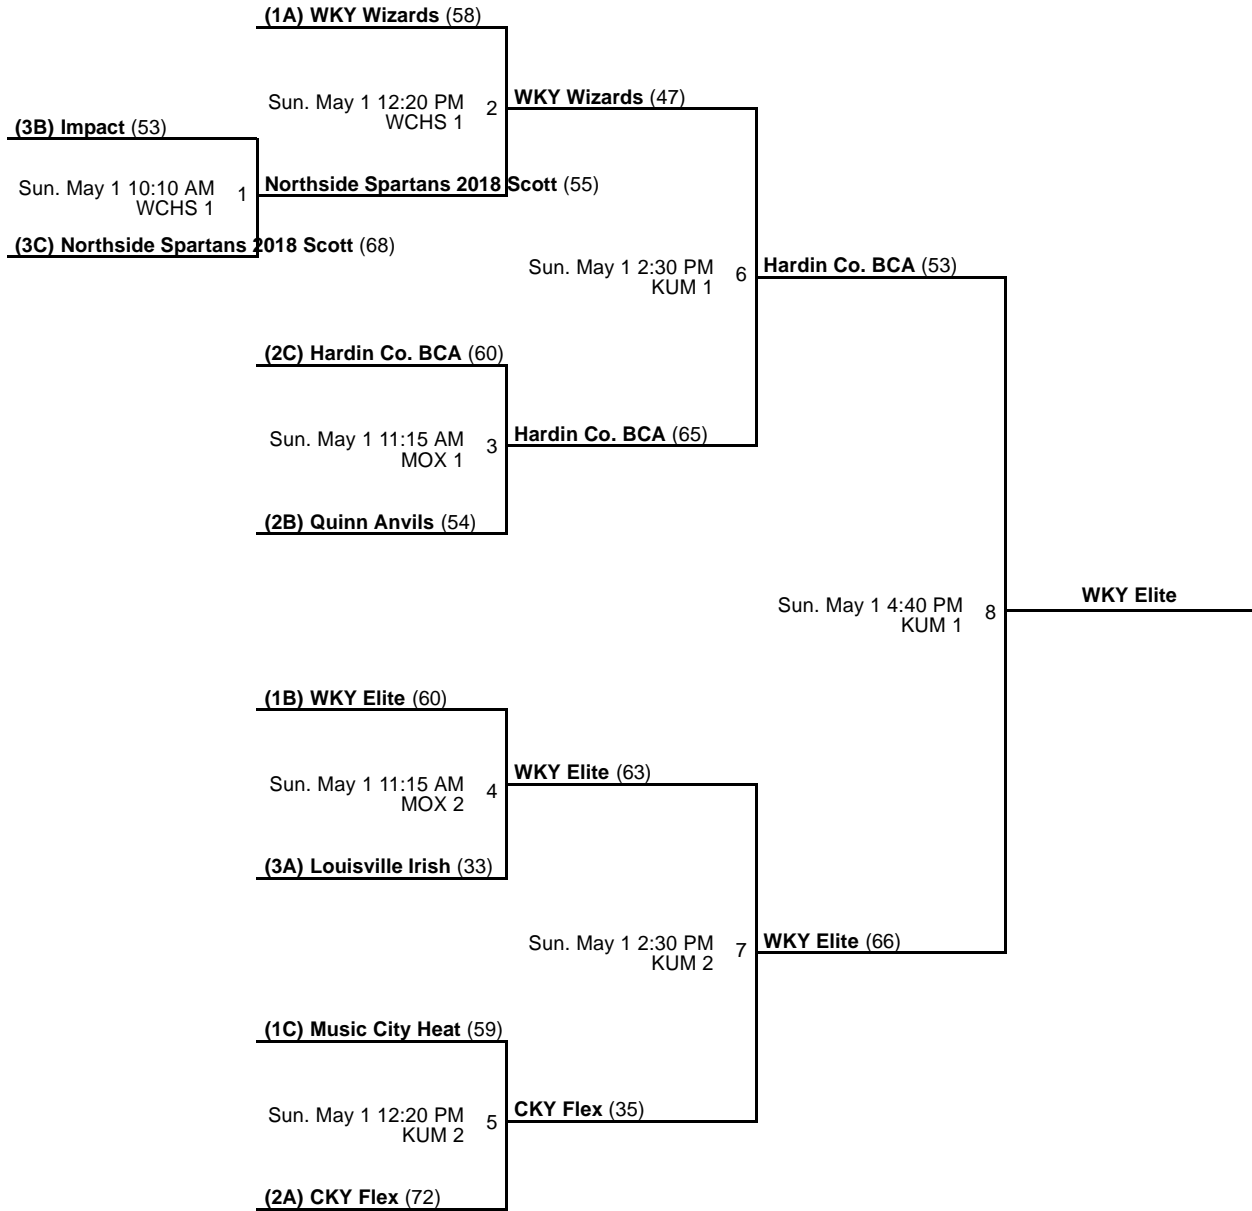 (1A) WKY Wizards (58)
Sun. May 1 12:20 PM
WCHS 1
2
WKY Wizards (47)
(3B) Impact (53)
Sun. May 1 10:10 AM
WCHS 1
1
Northside Spartans 2018 Scott (55)
(3C) Northside Spartans 2018 Scott (68)
Sun. May 1 2:30 PM
KUM 1
6
Hardin Co. BCA (53)
(2C) Hardin Co. BCA (60)
Sun. May 1 11:15 AM
MOX 1
3
Hardin Co. BCA (65)
(2B) Quinn Anvils (54)
Sun. May 1 4:40 PM
KUM 1
8
WKY Elite
(1B) WKY Elite (60)
Sun. May 1 11:15 AM
MOX 2
4
WKY Elite (63)
(3A) Louisville Irish (33)
Sun. May 1 2:30 PM
KUM 2
7
WKY Elite (66)
(1C) Music City Heat (59)
Sun. May 1 12:20 PM
KUM 2
5
CKY Flex (35)
(2A) CKY Flex (72)